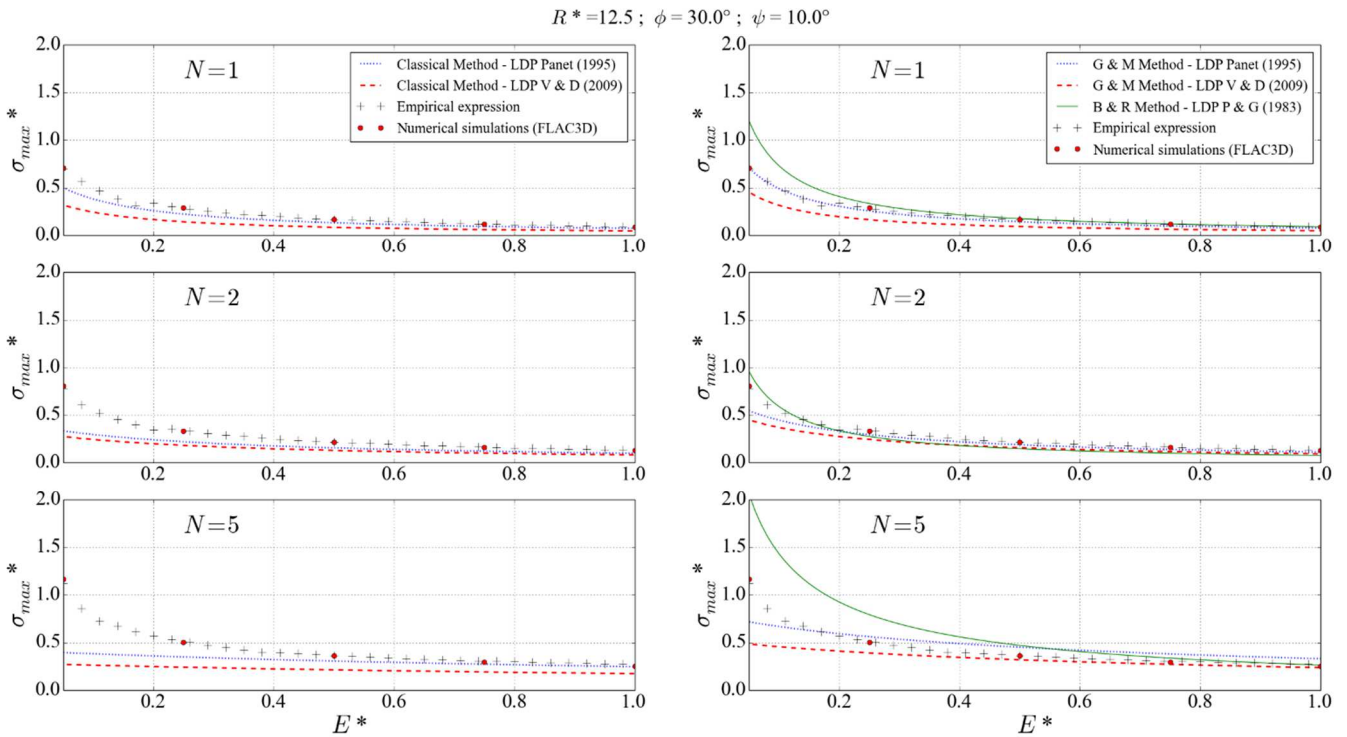 R * =12.5 ; ϕ = 30.0° ; ψ = 10.0°
2.0
1.5
1.0
0.5
0.0
σmax*
N=1
Classical Method - LDP Panet (1995)
Classical Method - LDP V & D (2009)
Empirical expression
Numerical simulations (FLAC3D)
0.2 0.4 0.6 0.8 1.0
2.0
1.5
1.0
0.5
0.0
σmax*
N=1
G & M Method - LDP Panet (1995)
G & M Method - LDP V & D (2009)
B & R Method - LDP P & G (1983)
Empirical expression
Numerical simulations (FLAC3D)
0.2 0.4 0.6 0.8 1.0
2.0
1.5
1.0
0.5
0.0
σmax*
N=2
0.2 0.4 0.6 0.8 1.0
2.0
1.5
1.0
0.5
0.0
σmax*
N=2
0.2 0.4 0.6 0.8 1.0
2.0
1.5
1.0
0.5
0.0
σmax*
N=5
0.2 0.4 0.6 0.8 1.0
E *
2.0
1.5
1.0
0.5
0.0
σmax*
N=5
0.2 0.4 0.6 0.8 1.0
E *